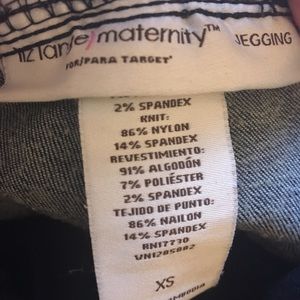 liz lange) maternity™ JEGGING
FOR/PARA TARGET*
2% SPANDEX
KNIT:
86% NYLON
14% SPANDEX
REVESTIMIENTO:
91% ALGODÓN
7% POLIÉSTER
2% SPANDEX
TEJIDO DE PUNTO:
86% NAILON
14% SPANDEX
RN17730
VN1205882
XS